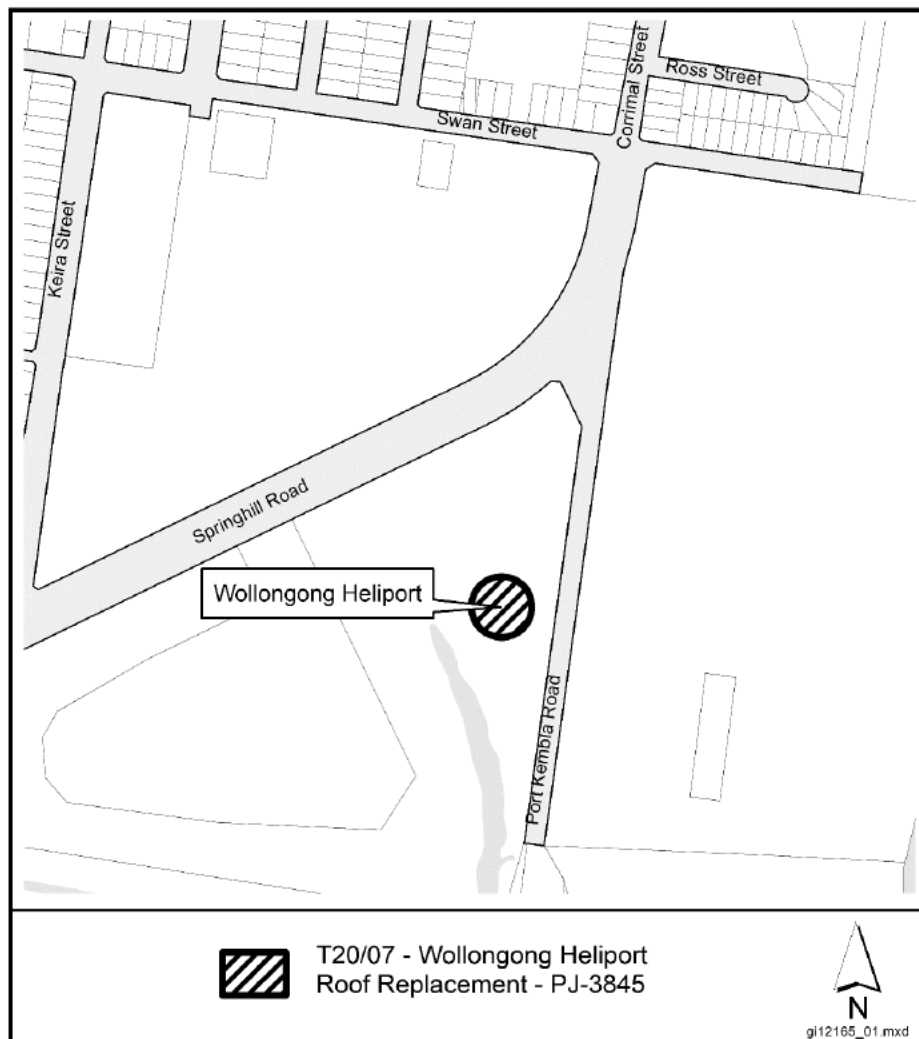 Ross Street
Corrimal Street
Swan Street
Keira Street
Springhill Road
Wollongong Heliport
Port Kembla Road
T20/07 - Wollongong Heliport
Roof Replacement - PJ-3845
N
gi12165_01.mxd